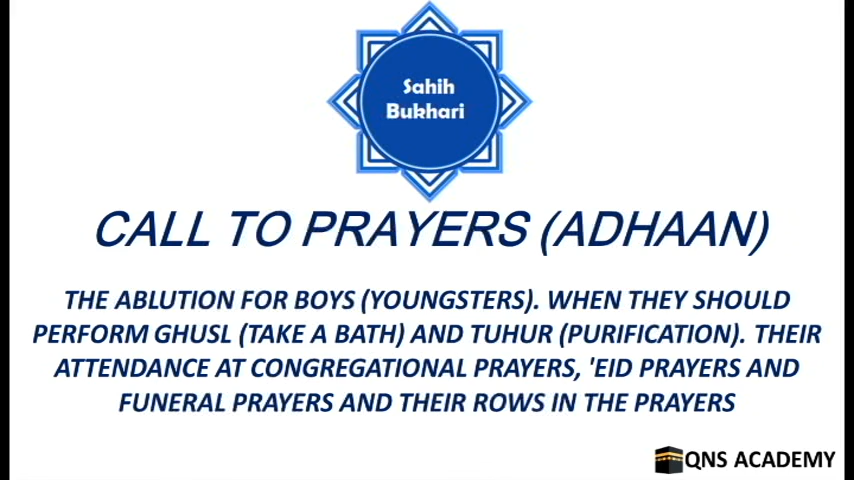 Sahih
Bukhari
CALL TO PRAYERS (ADHAAN)
THE ABLUTION FOR BOYS (YOUNGSTERS). WHEN THEY SHOULD
PERFORM GHUSL (TAKE A BATH) AND TUHUR (PURIFICATION). THEIR
ATTENDANCE AT CONGREGATIONAL PRAYERS, 'EID PRAYERS AND
FUNERAL PRAYERS AND THEIR ROWS IN THE PRAYERS
QNS ACADEMY